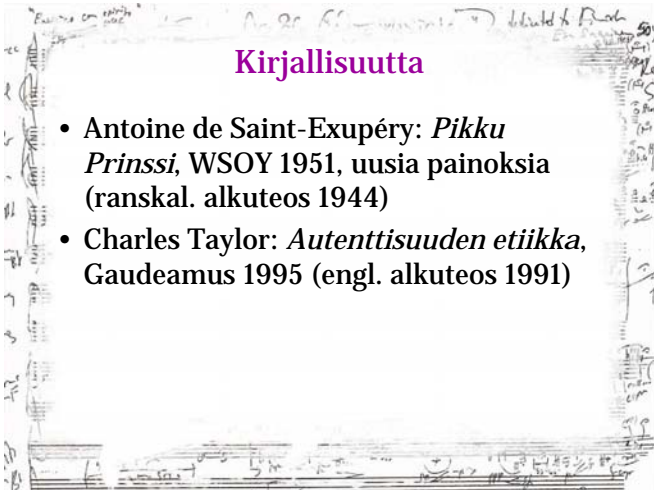 Kirjallisuutta
• Antoine de Saint-Exupéry: Pikku
Prinssi, WSOY 1951, uusia painoksia
(ranskal. alkuteos 1944)
• Charles Taylor: Autenttisuuden etiikka,
Gaudeamus 1995 (engl. alkuteos 1991)